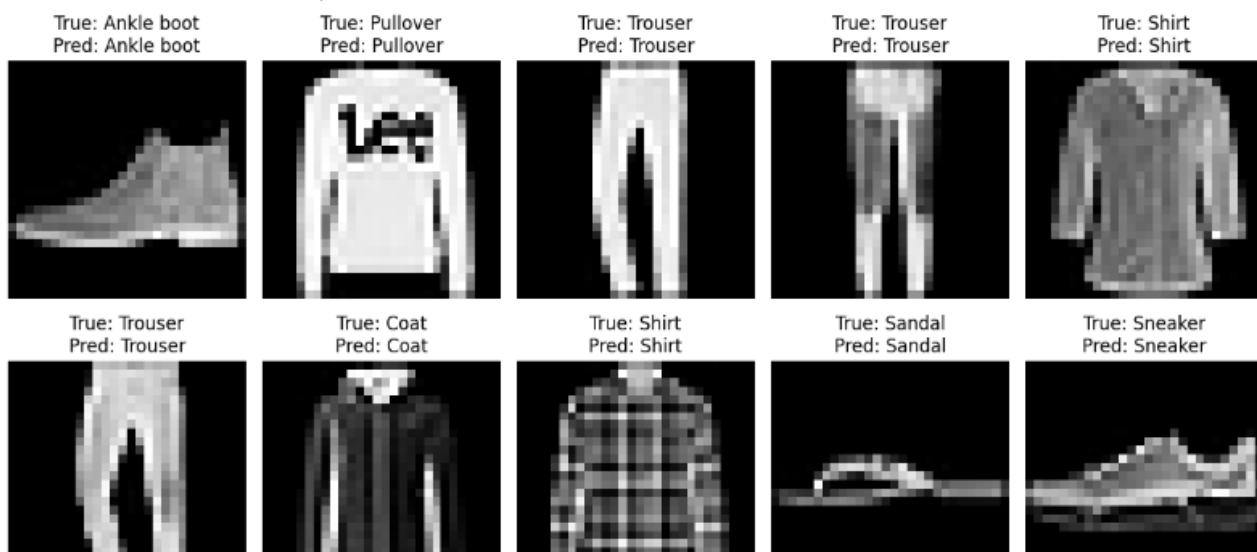 True: Ankle boot
Pred: Ankle boot
True: Pullover
Pred: Pullover
True: Trouser
Pred: Trouser
True: Trouser
Pred: Trouser
True: Shirt
Pred: Shirt
Lee
True: Trouser
Pred: Trouser
True: Coat
Pred: Coat
True: Shirt
Pred: Shirt
True: Sandal
Pred: Sandal
True: Sneaker
Pred: Sneaker